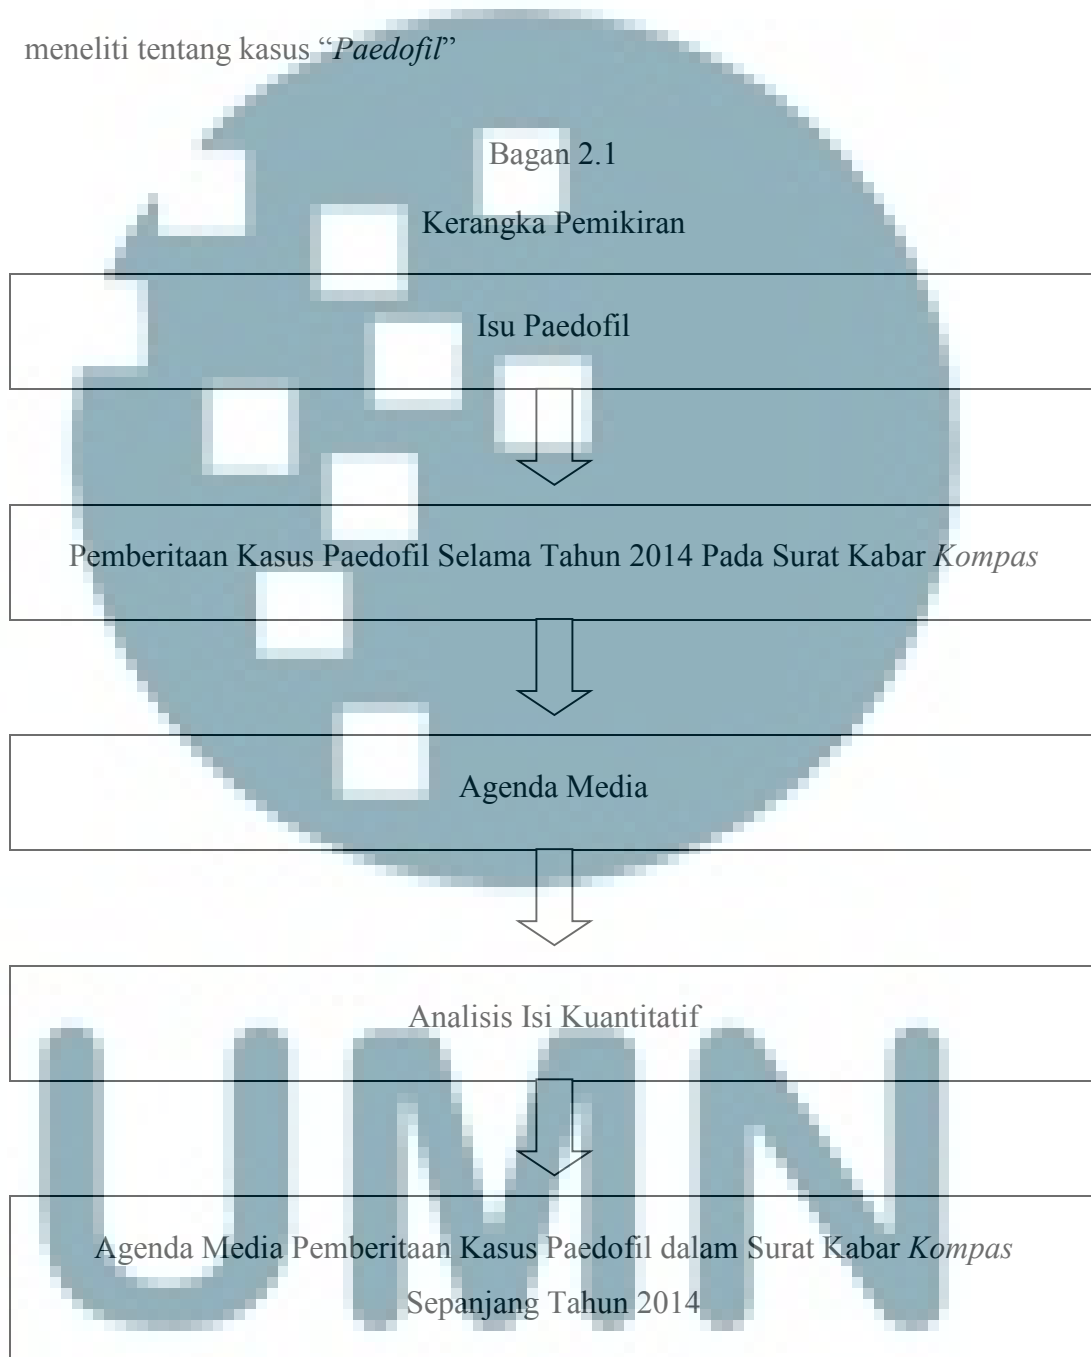 meneliti tentang kasus “Paedofil”
Bagan 2.1
Kerangka Pemikiran
Isu Paedofil
Pemberitaan Kasus Paedofil Selama Tahun 2014 Pada Surat Kabar Kompas
Agenda Media
Analisis Isi Kuantitatif
UMN
Agenda Media Pemberitaan Kasus Paedofil dalam Surat Kabar Kompas
Sepanjang Tahun 2014